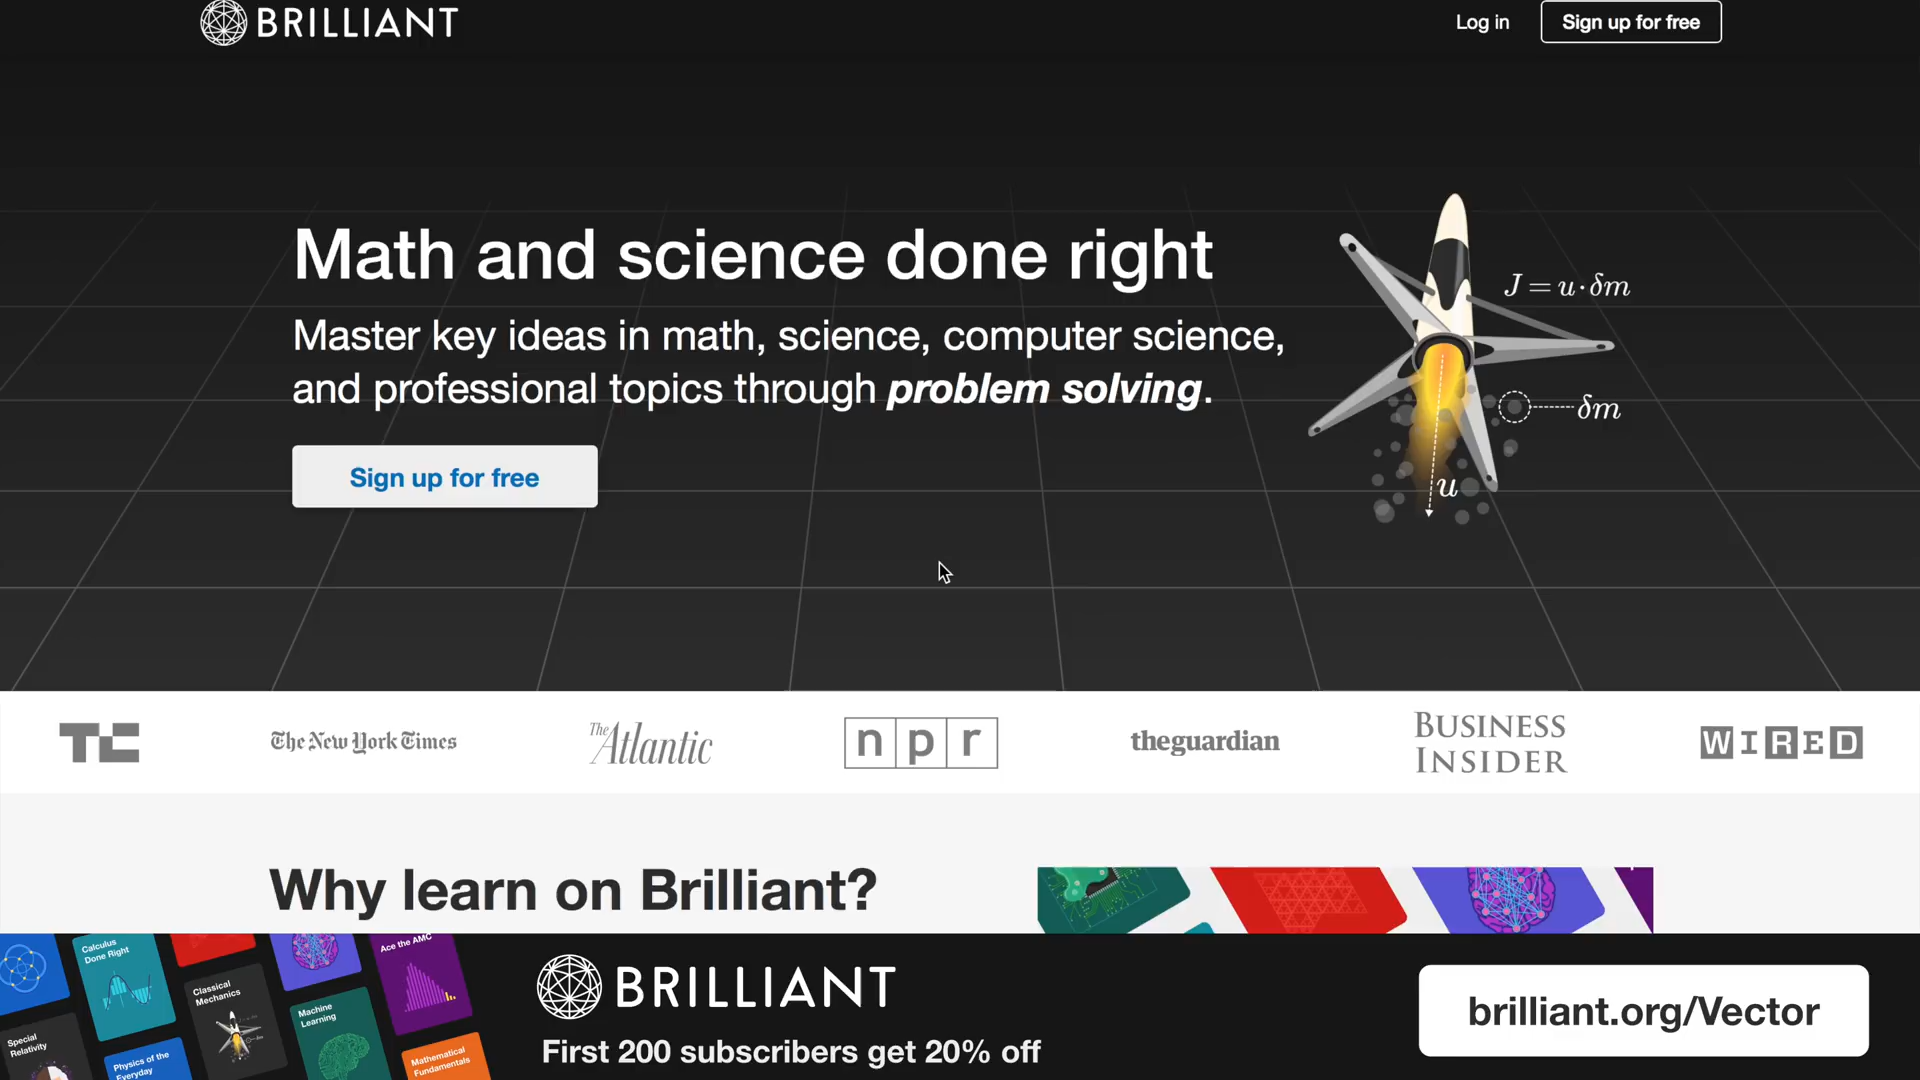 BRILLIANT
Log in
Sign up for free
Math and science done right
Master key ideas in math, science, computer science,
and professional topics through problem solving.
Sign up for free
J = u · δm
δm
u
TC
The New York Times
The Atlantic
npr
theguardian
BUSINESS
INSIDER
WIRED
Why learn on Brilliant?
Calculus
Done Right
Ace the AMC
Classical
Mechanics
Machine
Learning
Special
Relativity
Physics of the
Everyday
Mathematical
Fundamentals
BRILLIANT
First 200 subscribers get 20% off
brilliant.org/Vector